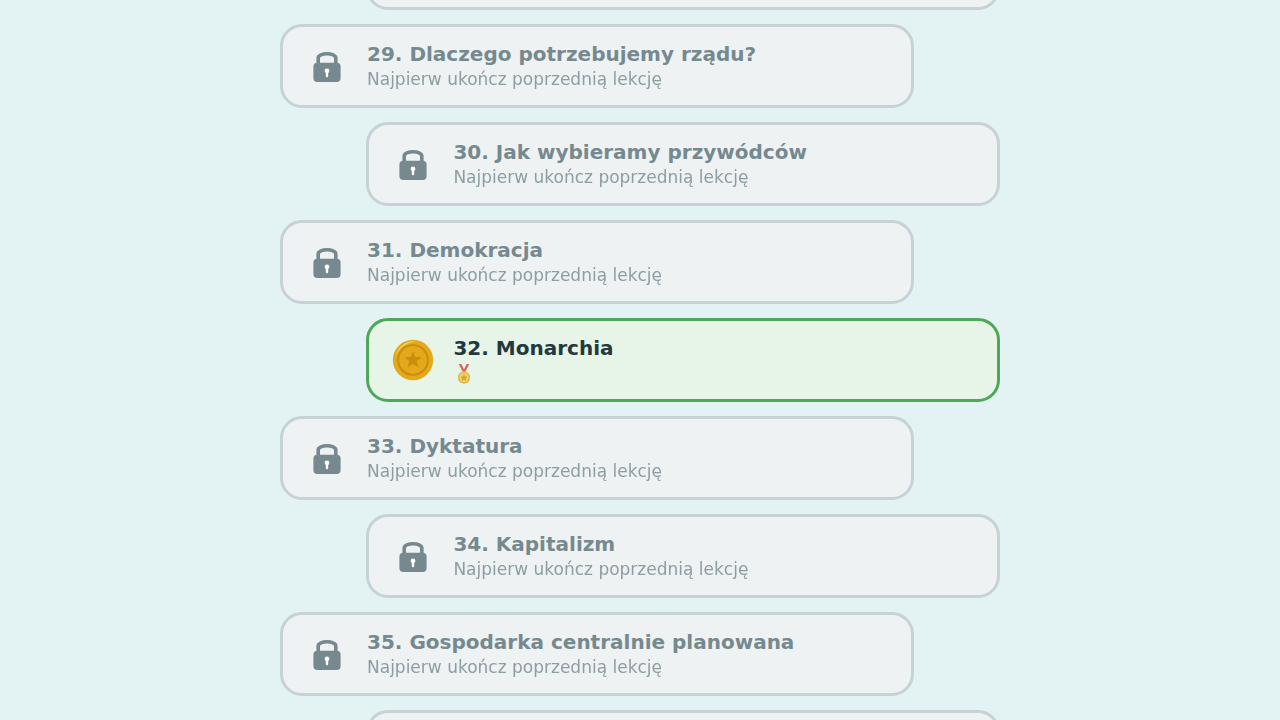 29. Dlaczego potrzebujemy rządu?
Najpierw ukończ poprzednią lekcję
30. Jak wybieramy przywódców
Najpierw ukończ poprzednią lekcję
31. Demokracja
Najpierw ukończ poprzednią lekcję
32. Monarchia
33. Dyktatura
Najpierw ukończ poprzednią lekcję
34. Kapitalizm
Najpierw ukończ poprzednią lekcję
35. Gospodarka centralnie planowana
Najpierw ukończ poprzednią lekcję